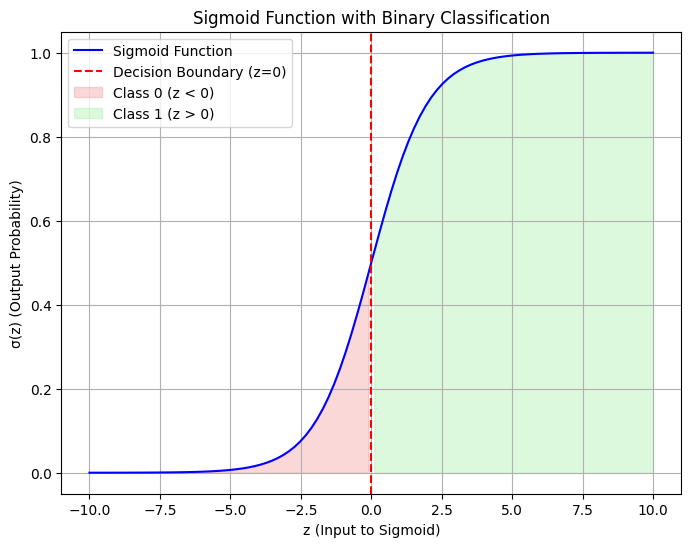 Sigmoid Function with Binary Classification
Sigmoid Function
Decision Boundary (z=0)
Class 0 (z < 0)
Class 1 (z > 0)
σ(z) (Output Probability)
1.0
0.8
0.6
0.4
0.2
0.0
−10.0 −7.5 −5.0 −2.5 0.0 2.5 5.0 7.5 10.0
z (Input to Sigmoid)